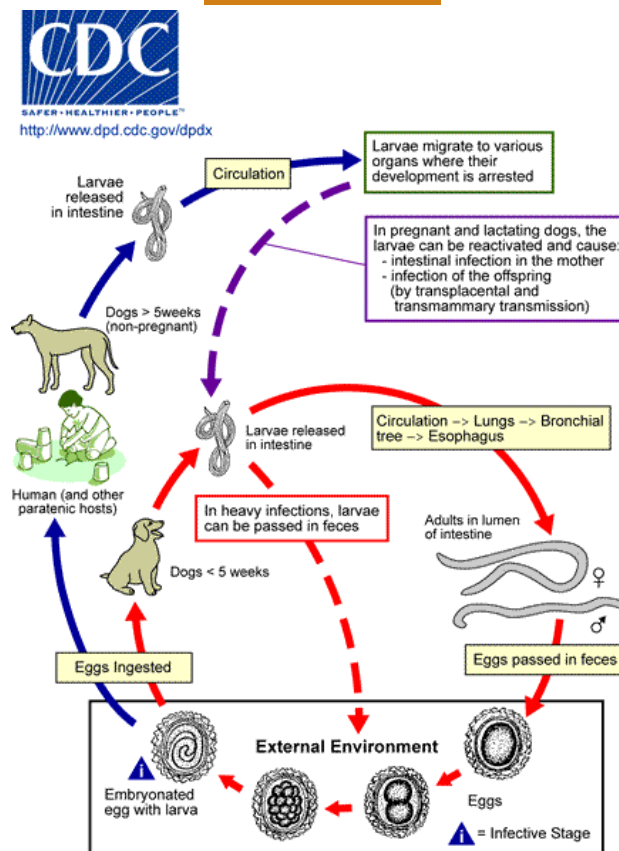 CDC
SAFER • HEALTHIER • PEOPLE™
http://www.dpd.cdc.gov/dpdx
Larvae
released
in intestine
Circulation
Larvae migrate to various
organs where their
development is arrested
In pregnant and lactating dogs, the
larvae can be reactivated and cause:
- intestinal infection in the mother
- infection of the offspring
(by transplacental and
transmammary transmission)
Dogs > 5weeks
(non-pregnant)
Human (and other
paratenic hosts)
Larvae released
in intestine
Circulation –> Lungs –> Bronchial
tree –> Esophagus
In heavy infections, larvae
can be passed in feces
Dogs < 5 weeks
Adults in lumen
of intestine
♀
♂
Eggs Ingested
Eggs passed in feces
External Environment
i
Embryonated
egg with larva
Eggs
i = Infective Stage